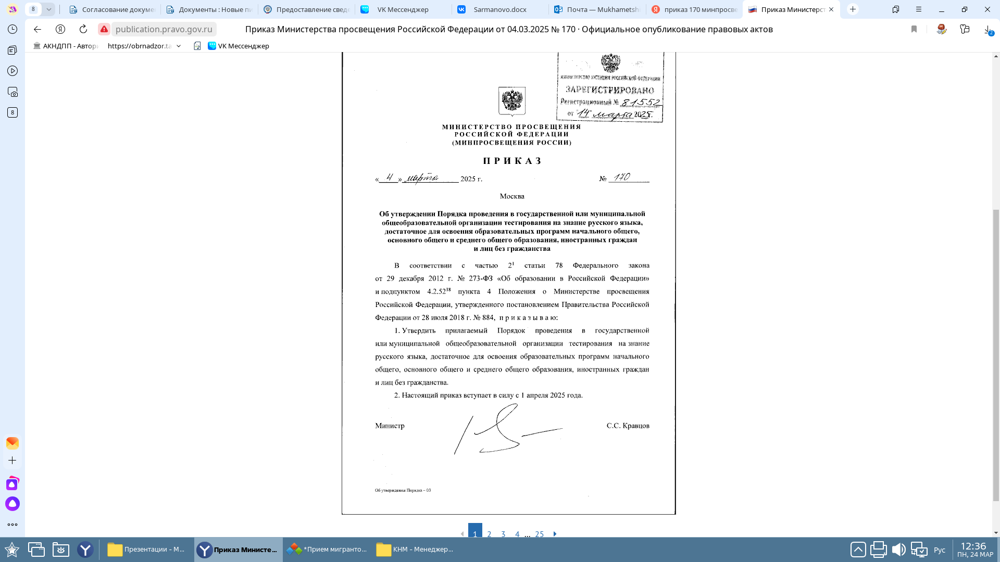 8
Согласование докумен
Документы : Новые пи
Предоставление сведе
VK Мессенджер
Sarmanovo.docx
Почта — Mukhametshi
приказ 170 минпросве
Приказ Министерст
publication.pravo.gov.ru
Приказ Министерства просвещения Российской Федерации от 04.03.2025 № 170 · Официальное опубликование правовых актов
2
АКНДПП - Автори
https://obrnadzor.ta
VK Мессенджер
8
МИНИСТЕРСТВО ЮСТИЦИИ РОССИЙСКОЙ ФЕДЕРАЦИИ
ЗАРЕГИСТРИРОВАНО
Регистрационный № 81552
от "14" марта 2025г.
МИНИСТЕРСТВО ПРОСВЕЩЕНИЯ
РОССИЙСКОЙ ФЕДЕРАЦИИ
(МИНПРОСВЕЩЕНИЯ РОССИИ)
ПРИКАЗ
« 4 » марта 2025 г.
№ 170
Москва
Об утверждении Порядка проведения в государственной или муниципальной
общеобразовательной организации тестирования на знание русского языка,
достаточное для освоения образовательных программ начального общего,
основного общего и среднего общего образования, иностранных граждан
и лиц без гражданства
В соответствии с частью 2¹ статьи 78 Федерального закона
от 29 декабря 2012 г. № 273-ФЗ «Об образовании в Российской Федерации»
и подпунктом 4.2.52¹⁸ пункта 4 Положения о Министерстве просвещения
Российской Федерации, утвержденного постановлением Правительства Российской
Федерации от 28 июля 2018 г. № 884, п р и к а з ы в а ю:
1. Утвердить прилагаемый Порядок проведения в государственной
или муниципальной общеобразовательной организации тестирования на знание
русского языка, достаточное для освоения образовательных программ начального
общего, основного общего и среднего общего образования, иностранных граждан
и лиц без гражданства.
2. Настоящий приказ вступает в силу с 1 апреля 2025 года.
Министр
С.С. Кравцов
Об утверждении Порядка – 03
1 2 3 4 ... 25
Презентации – М...
Приказ Министе...
*Прием мигранто...
КНМ – Менеджер...
Рус
12:36
ПН, 24 МАР